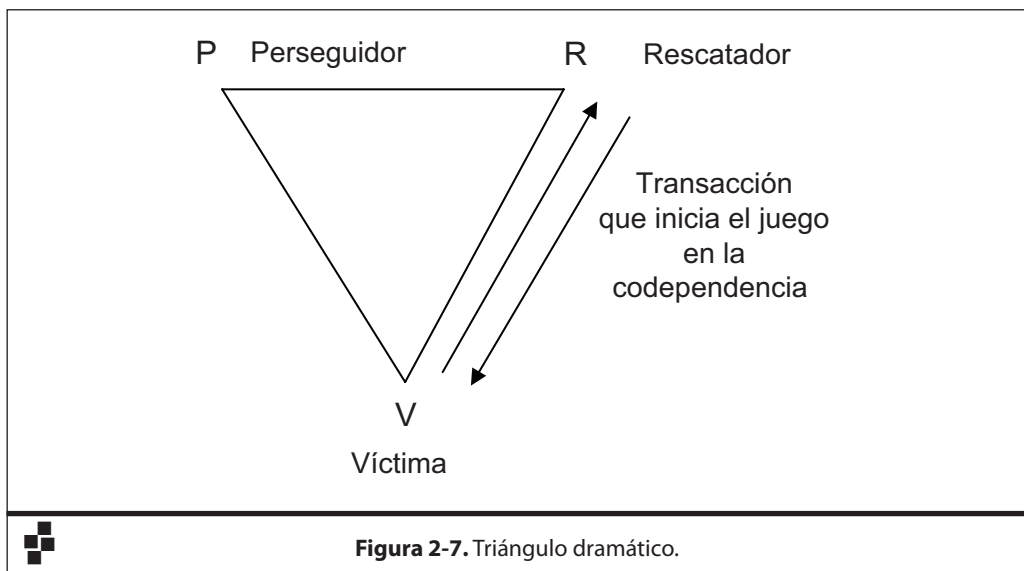 P Perseguidor R Rescatador
Transacción
que inicia el juego
en la
codependencia
V
Víctima
Figura 2-7. Triángulo dramático.